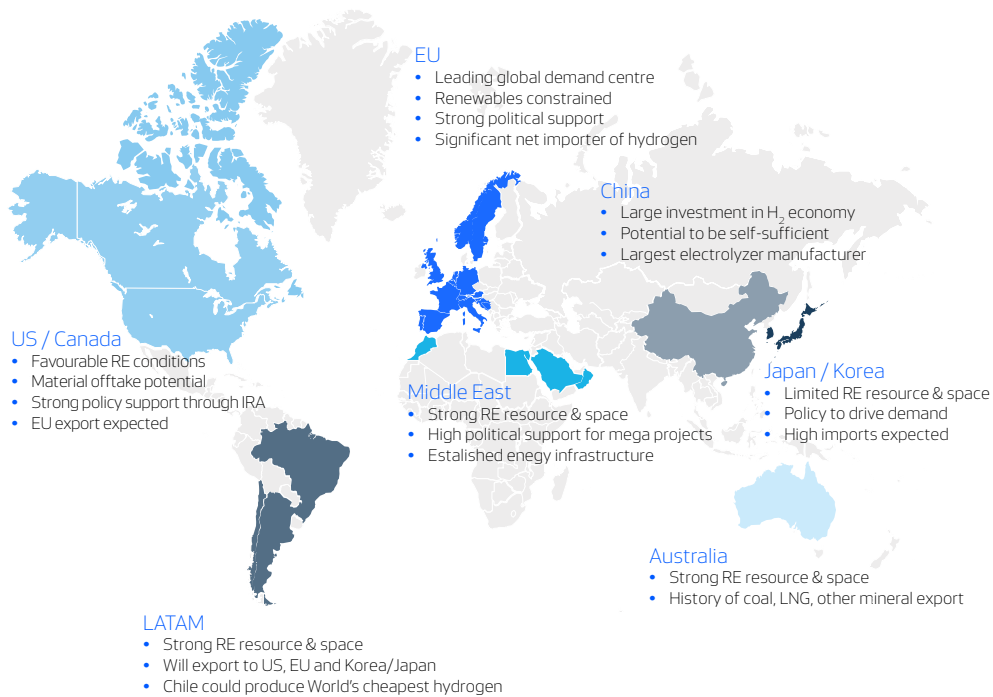 EU
• Leading global demand centre
• Renewables constrained
• Strong political support
• Significant net importer of hydrogen
China
• Large investment in H₂ economy
• Potential to be self-sufficient
• Largest electrolyzer manufacturer
US / Canada
• Favourable RE conditions
• Material offtake potential
• Strong policy support through IRA
• EU export expected
Middle East
• Strong RE resource & space
• High political support for mega projects
• Estalished enegy infrastructure
Japan / Korea
• Limited RE resource & space
• Policy to drive demand
• High imports expected
Australia
• Strong RE resource & space
• History of coal, LNG, other mineral export
LATAM
• Strong RE resource & space
• Will export to US, EU and Korea/Japan
• Chile could produce World's cheapest hydrogen